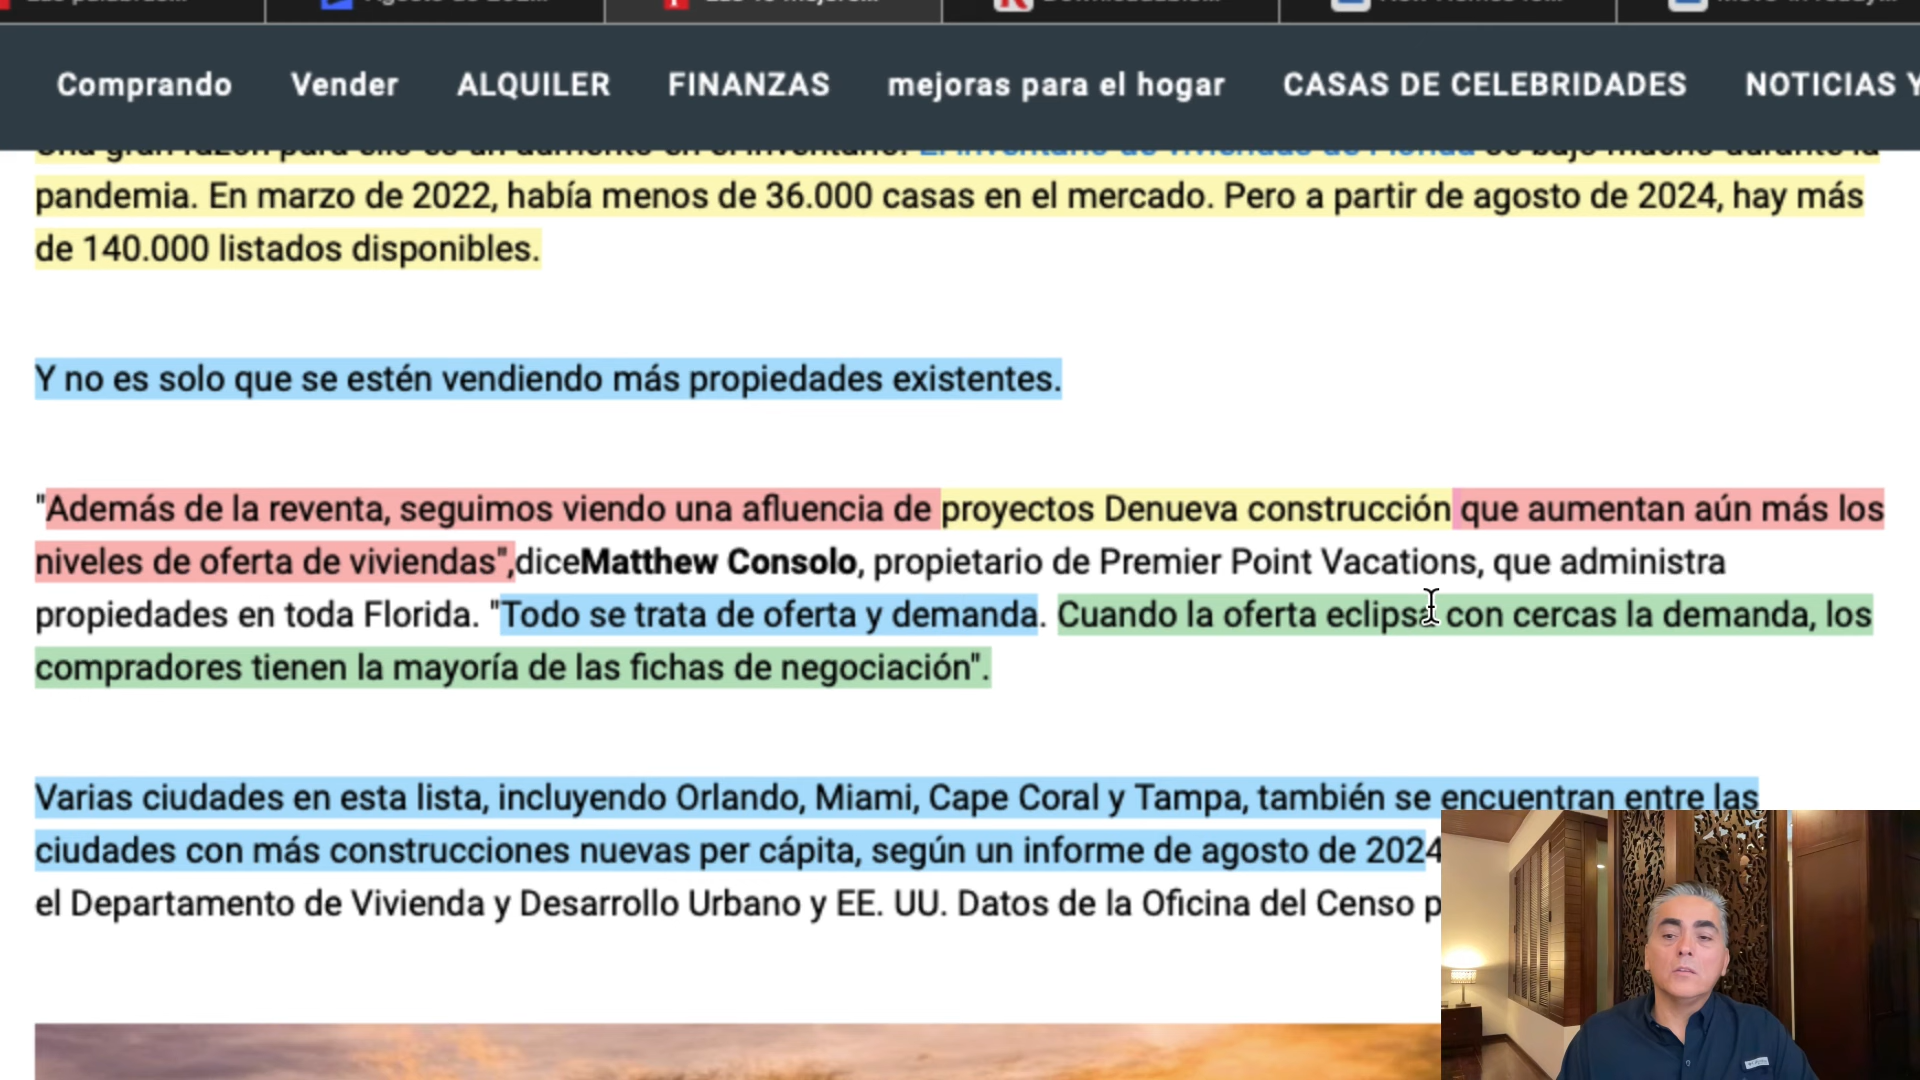 Comprando Vender ALQUILER FINANZAS mejoras para el hogar CASAS DE CELEBRIDADES NOTICIAS Y
pandemia. En marzo de 2022, había menos de 36.000 casas en el mercado. Pero a partir de agosto de 2024, hay más
de 140.000 listados disponibles.
Y no es solo que se estén vendiendo más propiedades existentes.
"Además de la reventa, seguimos viendo una afluencia de proyectos Denueva construcción que aumentan aún más los
niveles de oferta de viviendas",diceMatthew Consolo, propietario de Premier Point Vacations, que administra
propiedades en toda Florida. "Todo se trata de oferta y demanda. Cuando la oferta eclipsa con cercas la demanda, los
compradores tienen la mayoría de las fichas de negociación".
Varias ciudades en esta lista, incluyendo Orlando, Miami, Cape Coral y Tampa, también se encuentran entre las
ciudades con más construcciones nuevas per cápita, según un informe de agosto de 2024
el Departamento de Vivienda y Desarrollo Urbano y EE. UU. Datos de la Oficina del Censo p